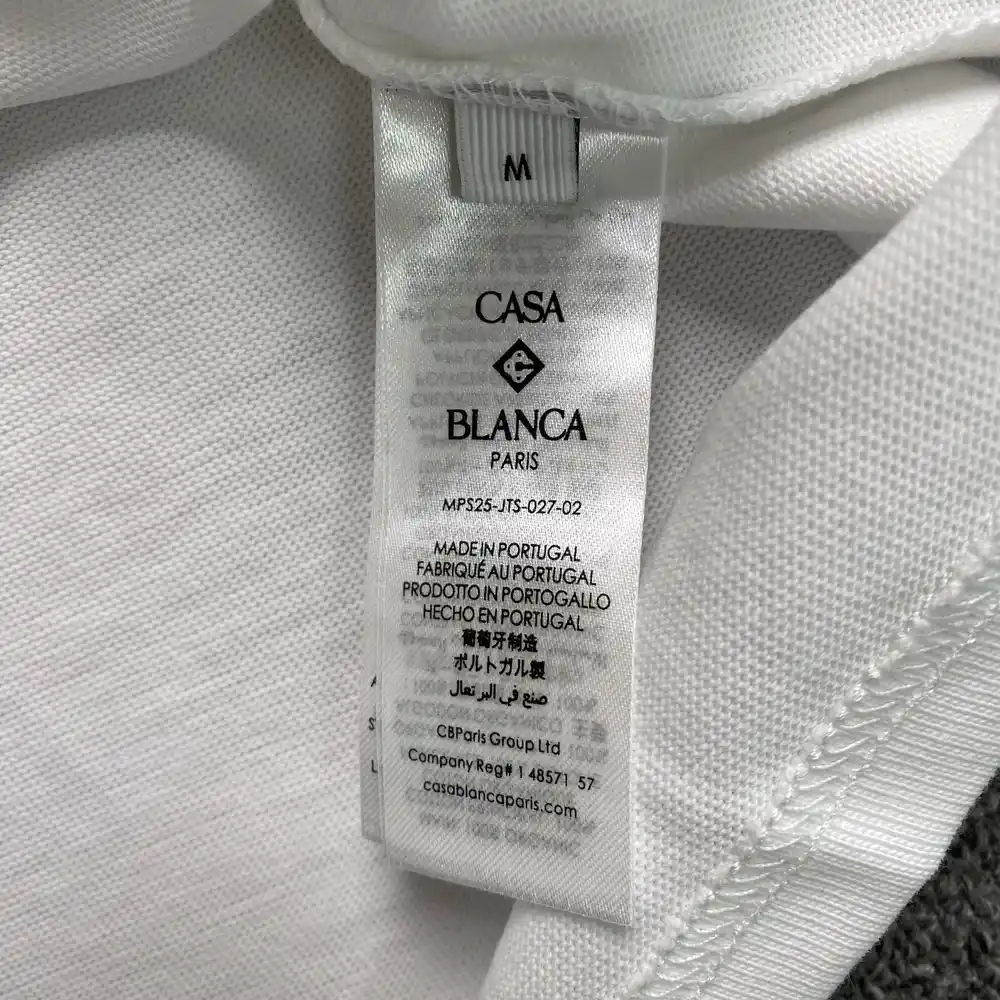 M
CASA
BLANCA
PARIS
MPS25-JTS-027-02
MADE IN PORTUGAL
FABRIQUÉ AU PORTUGAL
PRODOTTO IN PORTOGALLO
HECHO EN PORTUGAL
葡萄牙制造
ポルトガル製
صنع في البرتغال
CBParis Group Ltd
Company Reg# 1 48571 57
casablancaparis.com